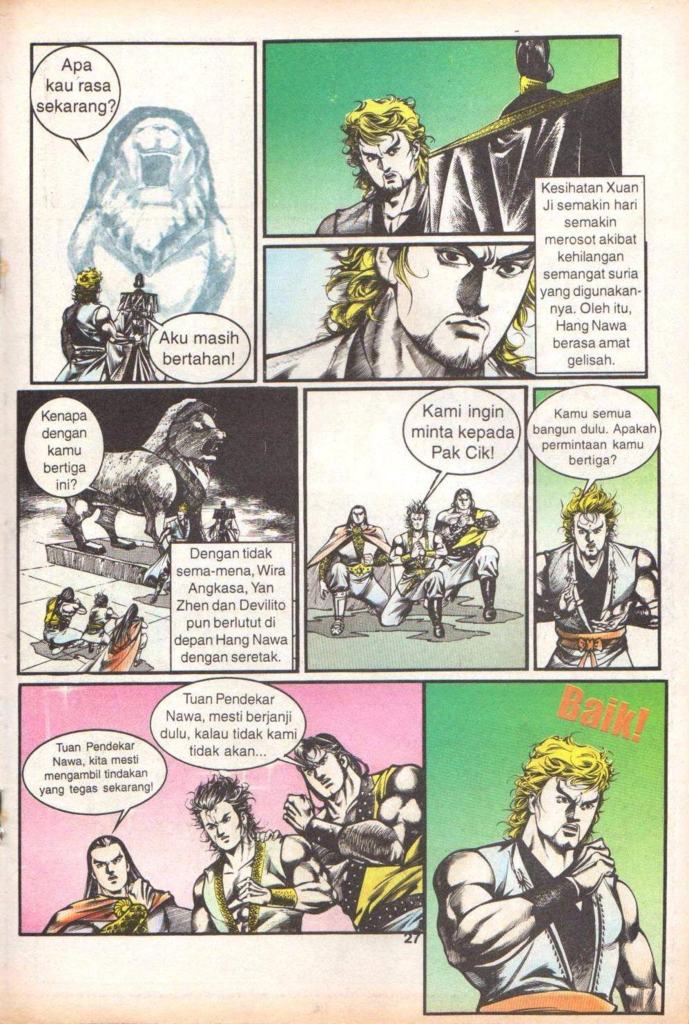 Apa
kau rasa
sekarang?
Aku masih
bertahan!
Kesihatan Xuan
Ji semakin hari
semakin
merosot akibat
kehilangan
semangat suria
yang digunakan-
nya. Oleh itu,
Hang Nawa
berasa amat
gelisah.
Kenapa
dengan
kamu
bertiga
ini?
Dengan tidak
sema-mena, Wira
Angkasa, Yan
Zhen dan Devilito
pun berlutut di
depan Hang Nawa
dengan seretak.
Kami ingin
minta kepada
Pak Cik!
Kamu semua
bangun dulu. Apakah
permintaan kamu
bertiga?
Tuan Pendekar
Nawa, kita mesti
mengambil tindakan
yang tegas sekarang!
Tuan Pendekar
Nawa, mesti berjanji
dulu, kalau tidak kami
tidak akan...
Baik!
27